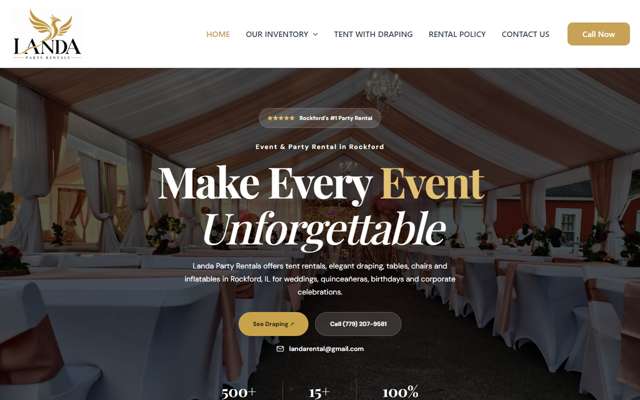 LANDA
PARTY RENTALS
HOME
OUR INVENTORY
TENT WITH DRAPING
RENTAL POLICY
CONTACT US
Call Now
★★★★★ Rockford's #1 Party Rental
Event & Party Rental in Rockford
Make Every Event
Unforgettable
Landa Party Rentals offers tent rentals, elegant draping, tables, chairs and
inflatables in Rockford, IL for weddings, quinceañeras, birthdays and corporate
celebrations.
See Draping ↗
Call (779) 207-9581
landarental@gmail.com
500+
15+
100%